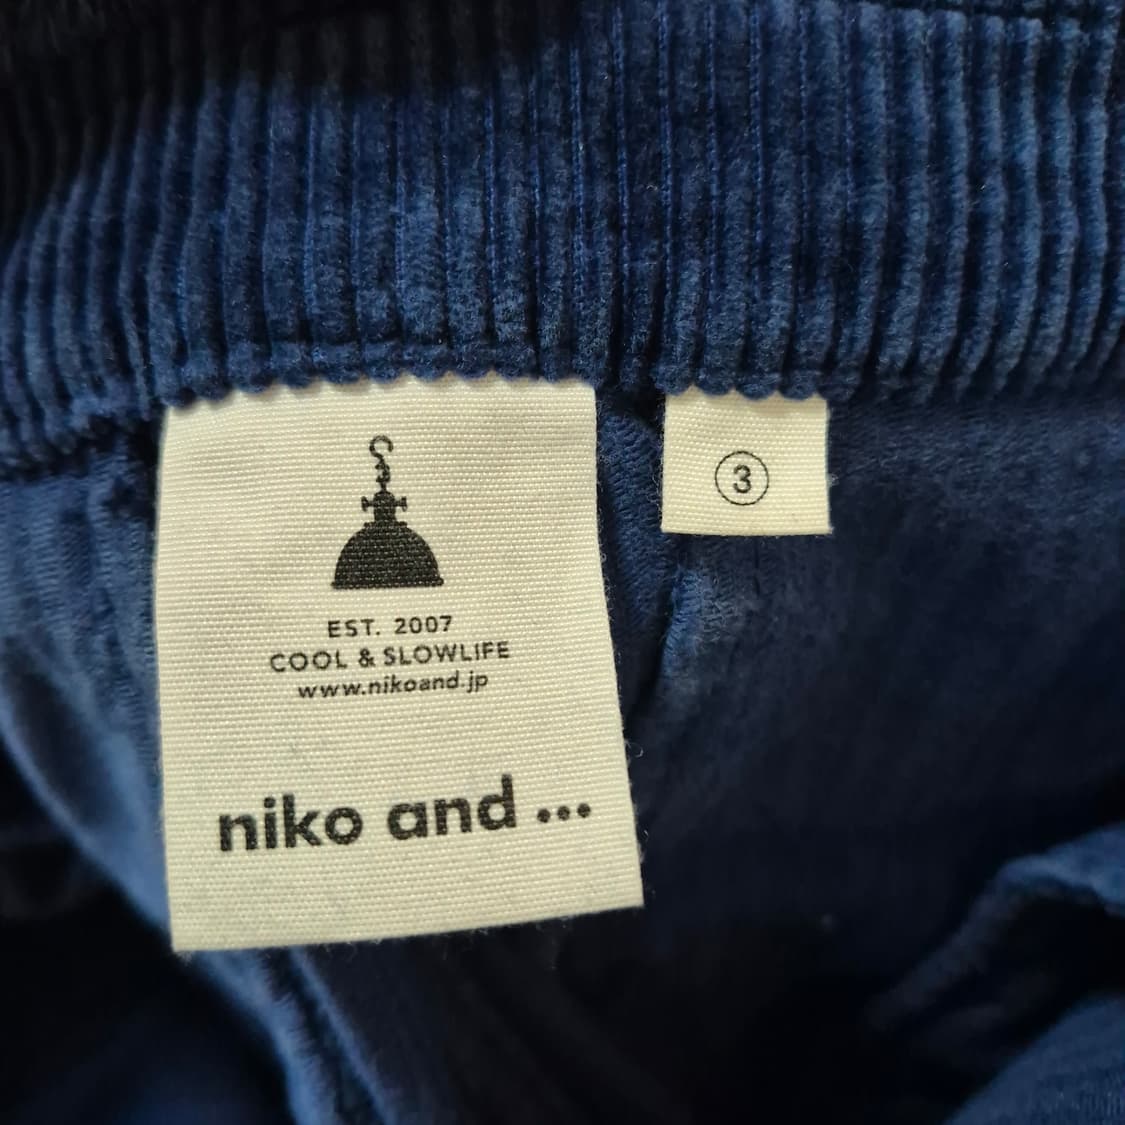 EST. 2007
COOL & SLOWLIFE
www.nikoand.jp
niko and ...
3